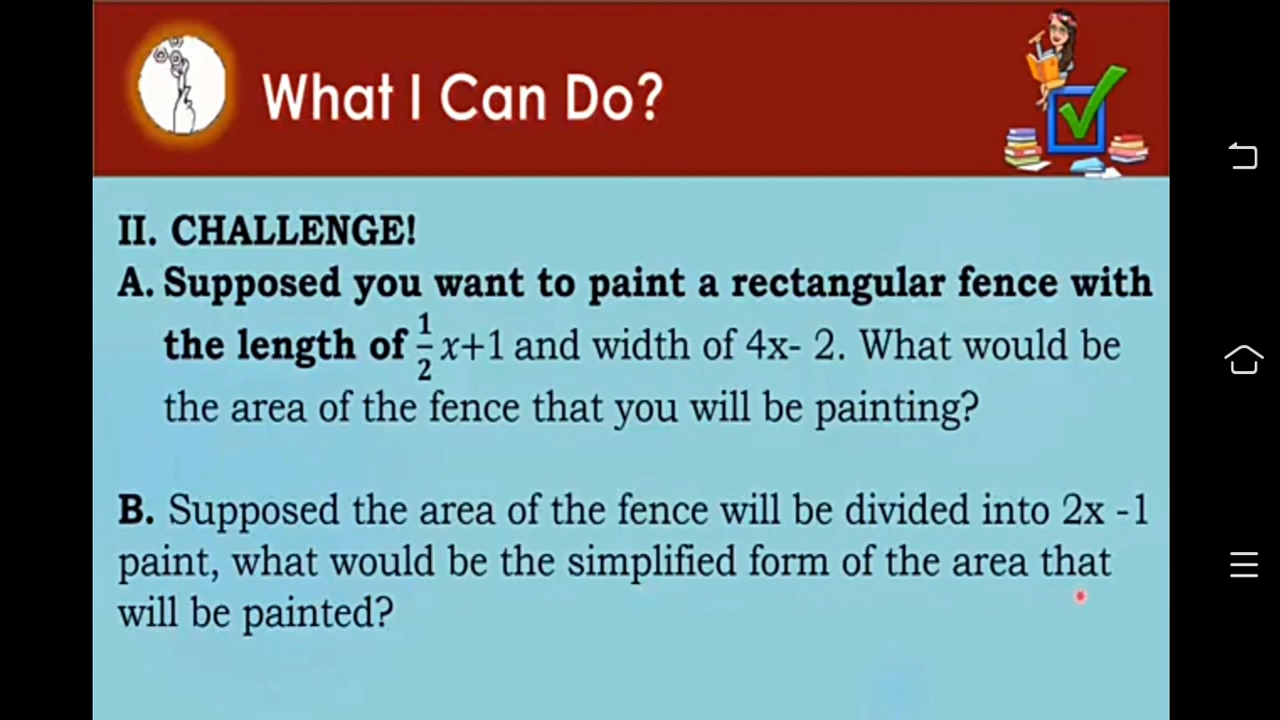 What I Can Do?
II. CHALLENGE!
A. Supposed you want to paint a rectangular fence with
the length of 1/2 x+1 and width of 4x- 2. What would be
the area of the fence that you will be painting?
B. Supposed the area of the fence will be divided into 2x -1
paint, what would be the simplified form of the area that
will be painted?